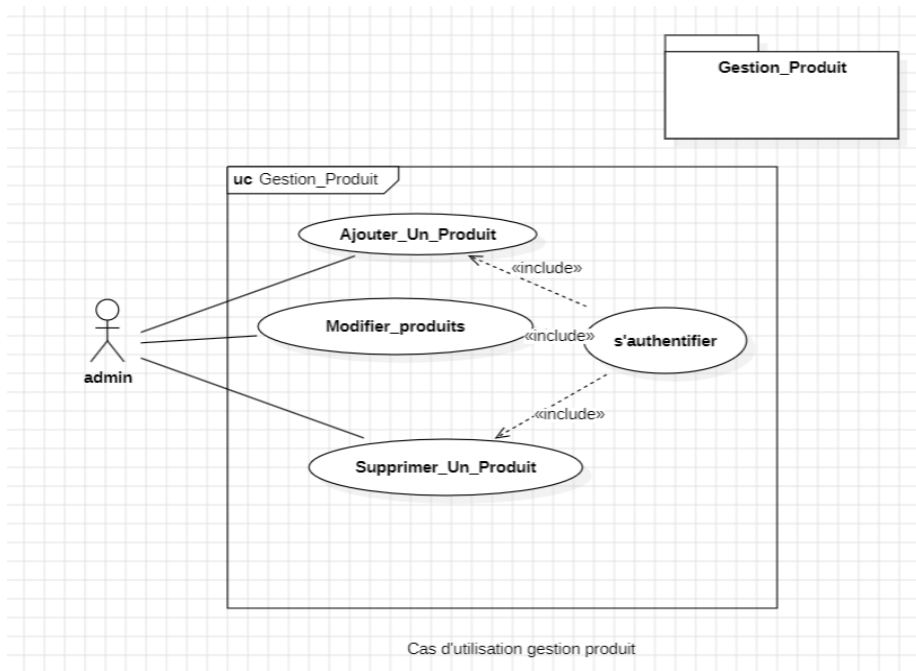 Gestion_Produit
uc Gestion_Produit
Ajouter_Un_Produit
«include»
Modifier_produits
«include»
s'authentifier
admin
«include»
Supprimer_Un_Produit
Cas d'utilisation gestion produit